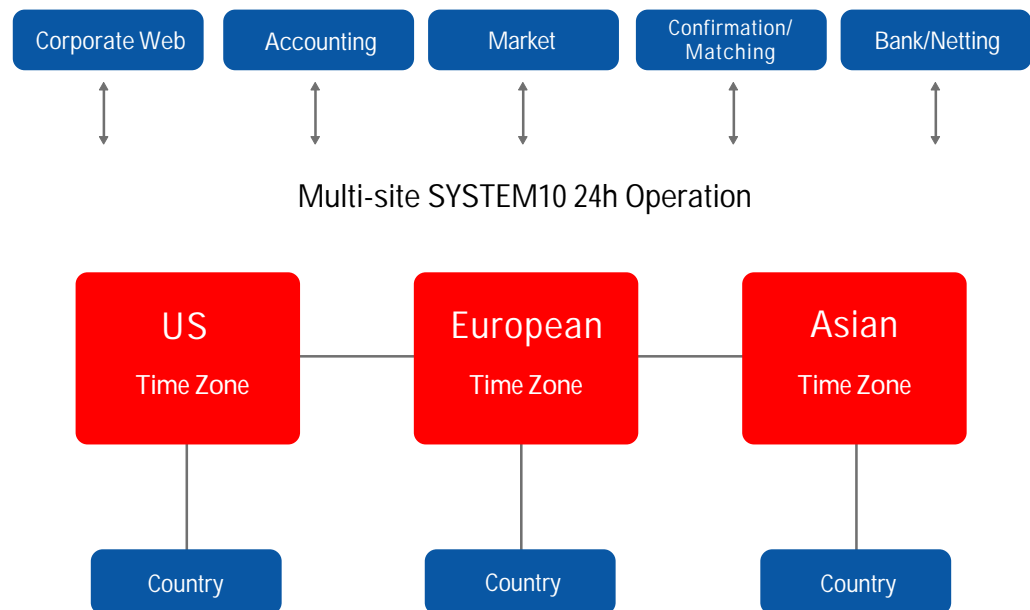 Corporate Web
Accounting
Market
Confirmation/
Matching
Bank/Netting
Multi-site SYSTEM10 24h Operation
US
Time Zone
European
Time Zone
Asian
Time Zone
Country
Country
Country